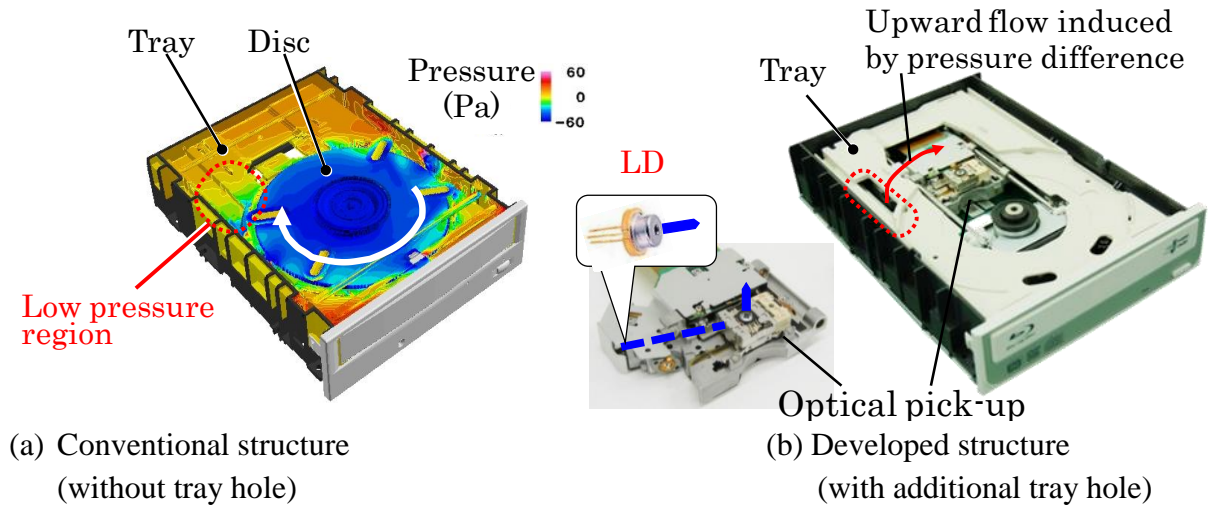 Tray
Disc
Pressure
(Pa)
60
0
-60
Low pressure
region
(a) Conventional structure
(without tray hole)
Upward flow induced
by pressure difference
Tray
LD
Optical pick-up
(b) Developed structure
(with additional tray hole)